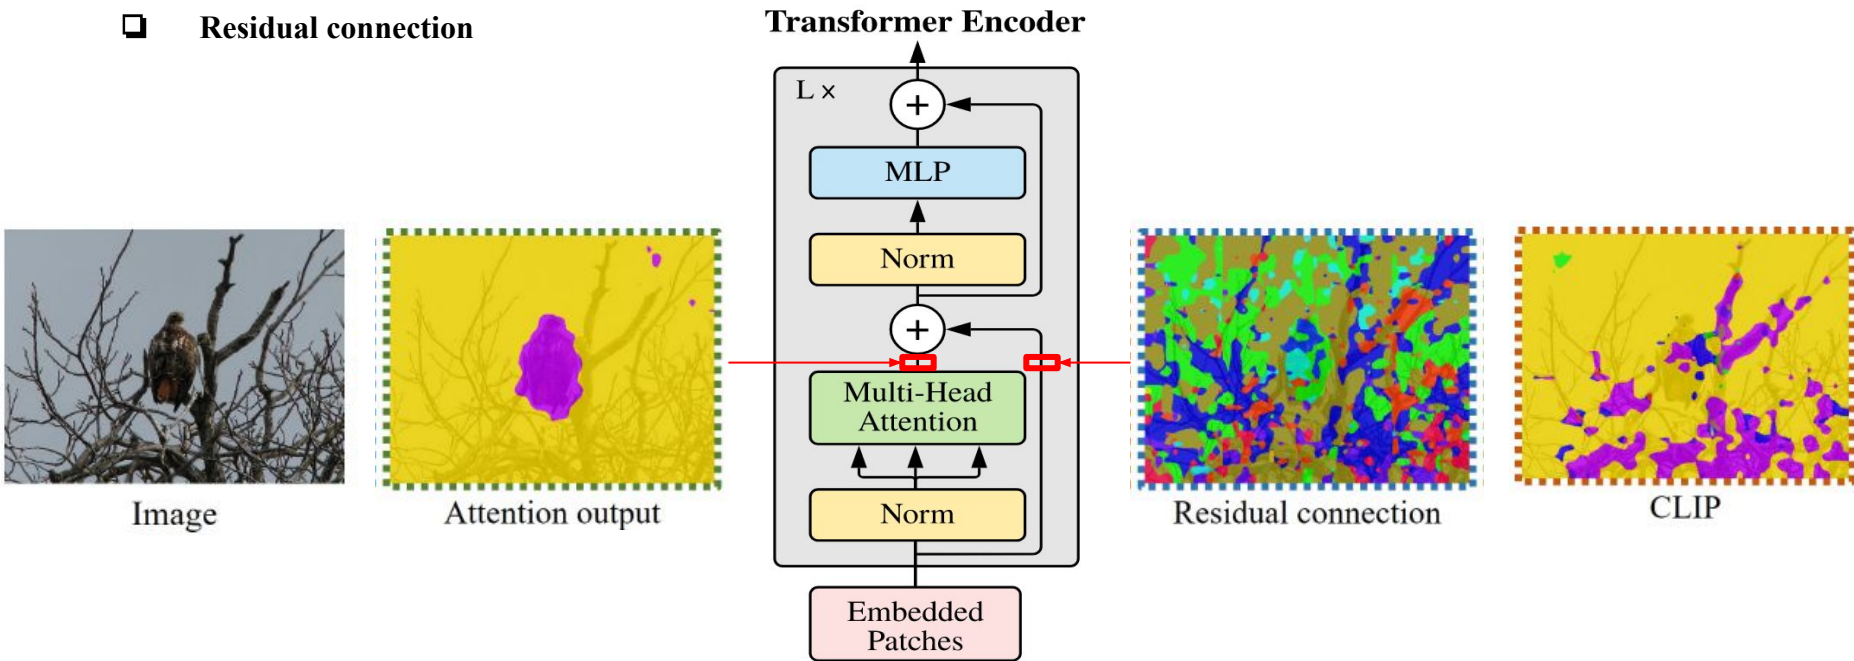 Residual connection
Transformer Encoder
L ×
+
MLP
Norm
+
Multi-Head
Attention
Norm
Embedded
Patches
Image
Attention output
Residual connection
CLIP